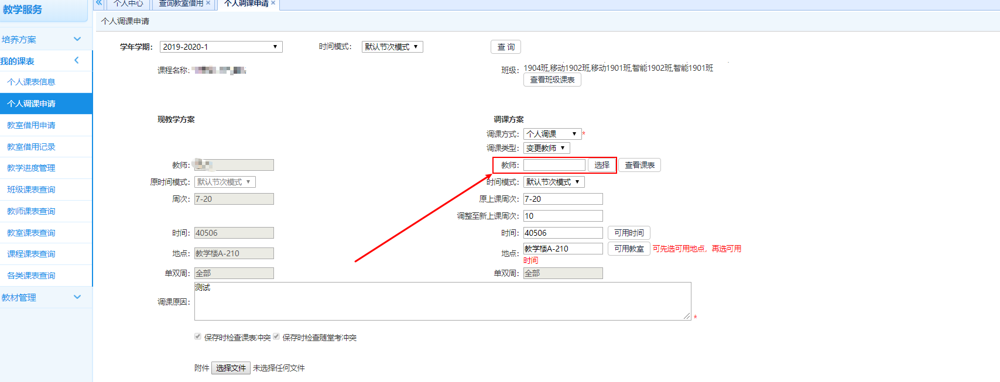 教学服务
个人中心 查询教室借用 × 个人调课申请 ×
个人调课申请
培养方案
我的课表
个人课表信息
个人调课申请
教室借用申请
教室借用记录
教学进度管理
班级课表查询
教师课表查询
教室课表查询
课程课表查询
各类课表查询
教材管理
学年学期: 2019-2020-1 时间模式: 默认节次模式 查 询
课程名称: 班级: 1904班,移动1902班,移动1901班,智能1902班,智能1901班
查看班级课表
现教学方案 调课方案
调课方式: 个人调课 *
调课类型: 变更教师
教师: 教师: 选择 查看课表
原时间模式: 默认节次模式 时间模式: 默认节次模式
周次: 7-20 原上课周次: 7-20
调整至新上课周次: 10
时间: 40506 时间: 40506 可用时间
地点: 教学楼A-210 地点: 教学楼A-210 可用教室 可先选可用地点，再选可用
时间
单双周: 全部 单双周: 全部
调课原因: 测试 *
保存时检查课表冲突 保存时检查随堂考冲突
附件 选择文件 未选择任何文件